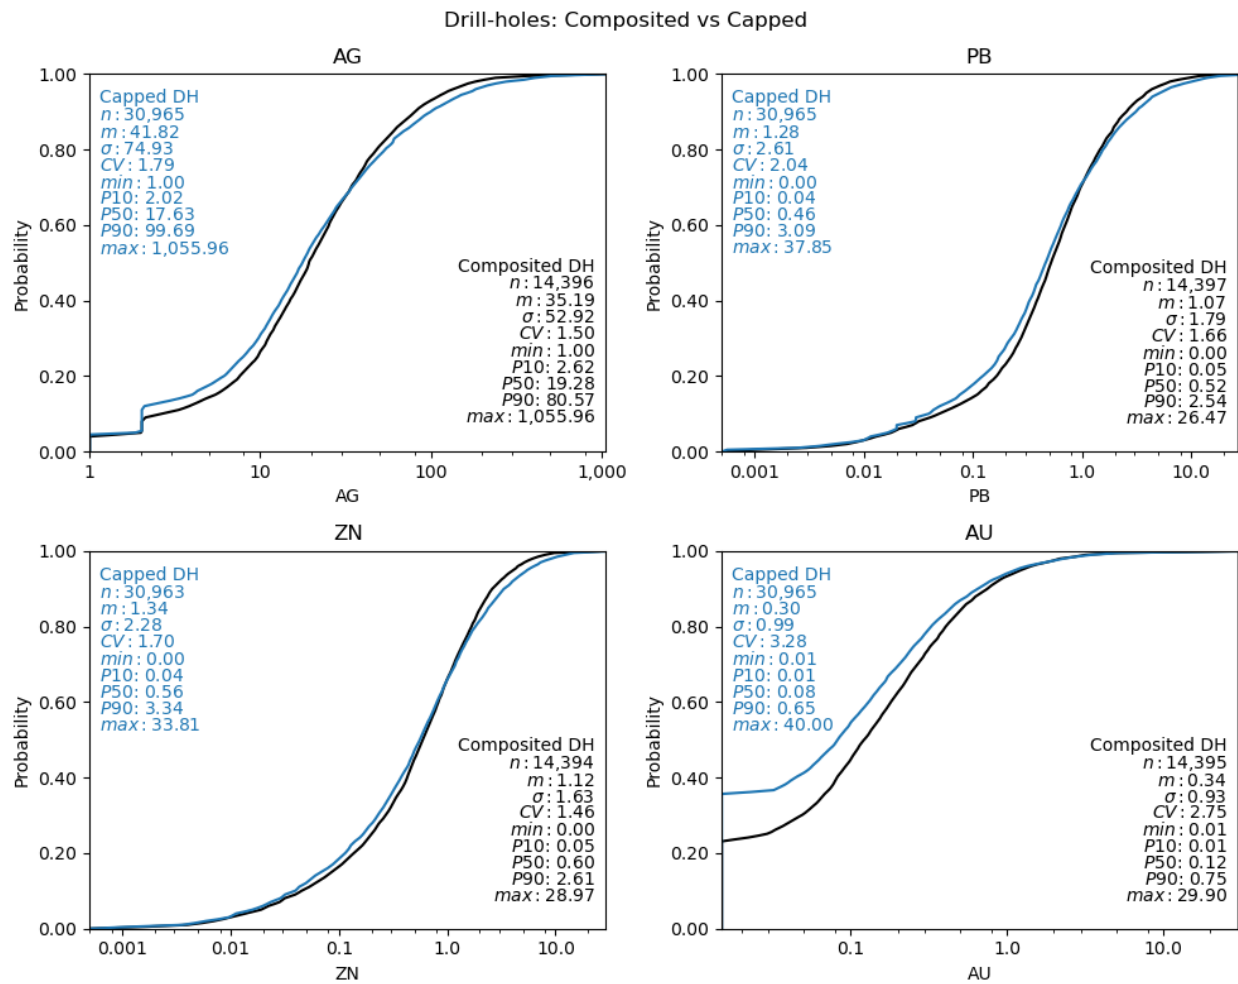 Drill-holes: Composited vs Capped
AG
1.00
0.80
0.60
0.40
0.20
0.00
Probability
Capped DH
n: 30,965
m: 41.82
σ: 74.93
CV: 1.79
min: 1.00
P10: 2.02
P50: 17.63
P90: 99.69
max: 1,055.96
Composited DH
n: 14,396
m: 35.19
σ: 52.92
CV: 1.50
min: 1.00
P10: 2.62
P50: 19.28
P90: 80.57
max: 1,055.96
1 10 100 1,000
AG
PB
1.00
0.80
0.60
0.40
0.20
0.00
Probability
Capped DH
n: 30,965
m: 1.28
σ: 2.61
CV: 2.04
min: 0.00
P10: 0.04
P50: 0.46
P90: 3.09
max: 37.85
Composited DH
n: 14,397
m: 1.07
σ: 1.79
CV: 1.66
min: 0.00
P10: 0.05
P50: 0.52
P90: 2.54
max: 26.47
0.001 0.01 0.1 1.0 10.0
PB
ZN
1.00
0.80
0.60
0.40
0.20
0.00
Probability
Capped DH
n: 30,963
m: 1.34
σ: 2.28
CV: 1.70
min: 0.00
P10: 0.04
P50: 0.56
P90: 3.34
max: 33.81
Composited DH
n: 14,394
m: 1.12
σ: 1.63
CV: 1.46
min: 0.00
P10: 0.05
P50: 0.60
P90: 2.61
max: 28.97
0.001 0.01 0.1 1.0 10.0
ZN
AU
1.00
0.80
0.60
0.40
0.20
0.00
Probability
Capped DH
n: 30,965
m: 0.30
σ: 0.99
CV: 3.28
min: 0.01
P10: 0.01
P50: 0.08
P90: 0.65
max: 40.00
Composited DH
n: 14,395
m: 0.34
σ: 0.93
CV: 2.75
min: 0.01
P10: 0.01
P50: 0.12
P90: 0.75
max: 29.90
0.1 1.0 10.0
AU